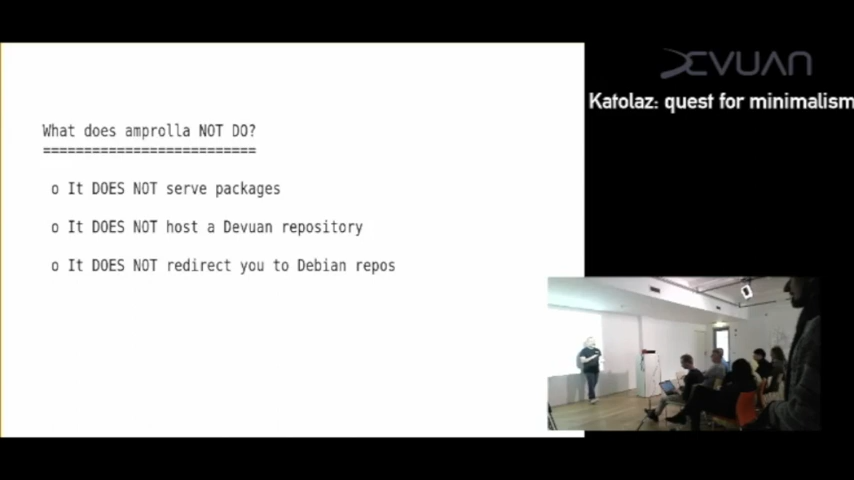 What does amprolla NOT DO?
==========================
o It DOES NOT serve packages
o It DOES NOT host a Devuan repository
o It DOES NOT redirect you to Debian repos
DEVUAN
Katolaz: quest for minimalism